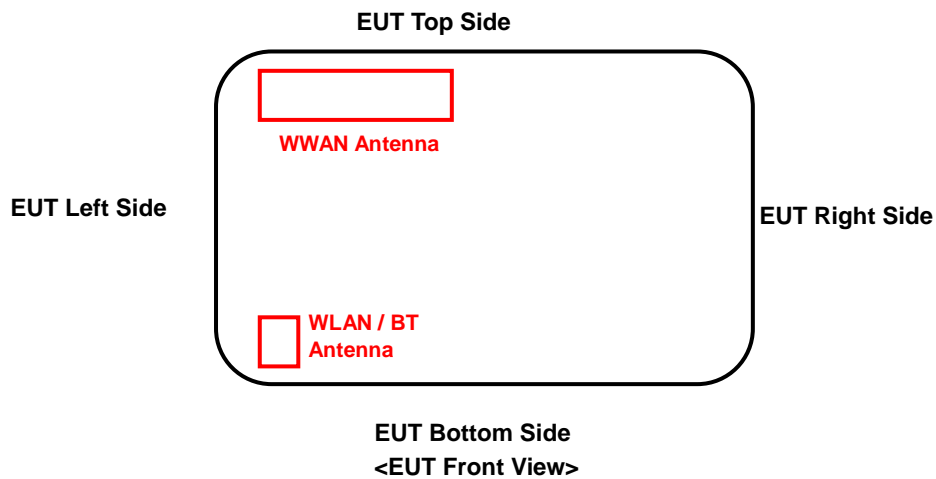 EUT Top Side
WWAN Antenna
EUT Left Side
EUT Right Side
WLAN / BT
Antenna
EUT Bottom Side
<EUT Front View>